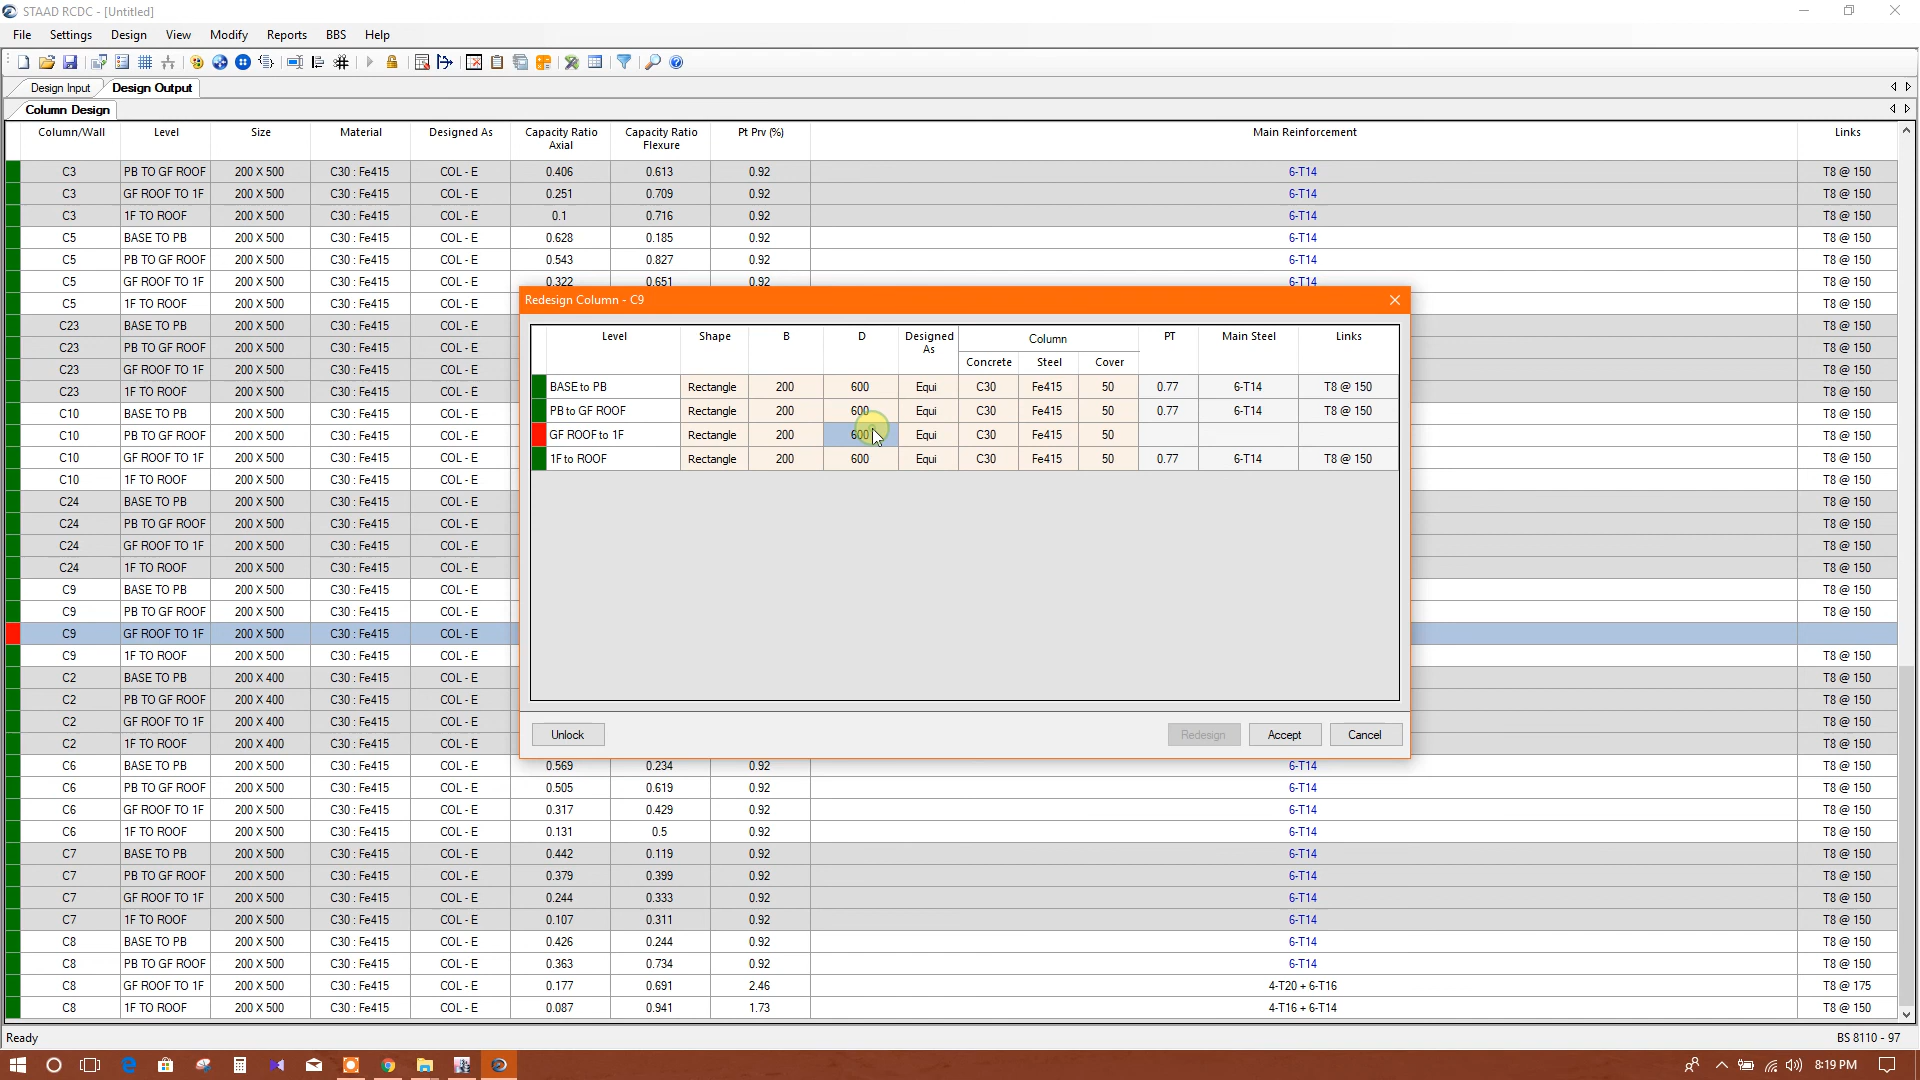 STAAD RCDC - [Untitled]
File Settings Design View Modify Reports BBS Help
Design Input Design Output
Column Design
Column/Wall Level Size Material Designed As Capacity Ratio Axial Capacity Ratio Flexure Pt Prv (%) Main Reinforcement Links
C3 PB TO GF ROOF 200 X 500 C30 : Fe415 COL - E 0.406 0.613 0.92 6-T14 T8 @ 150
C3 GF ROOF TO 1F 200 X 500 C30 : Fe415 COL - E 0.251 0.709 0.92 6-T14 T8 @ 150
C3 1F TO ROOF 200 X 500 C30 : Fe415 COL - E 0.1 0.716 0.92 6-T14 T8 @ 150
C5 BASE TO PB 200 X 500 C30 : Fe415 COL - E 0.628 0.185 0.92 6-T14 T8 @ 150
C5 PB TO GF ROOF 200 X 500 C30 : Fe415 COL - E 0.543 0.827 0.92 6-T14 T8 @ 150
C5 GF ROOF TO 1F 200 X 500 C30 : Fe415 COL - E 0.322 0.651 0.92 6-T14 T8 @ 150
C5 1F TO ROOF 200 X 500 C30 : Fe415 COL - E T8 @ 150
C23 BASE TO PB 200 X 500 C30 : Fe415 COL - E T8 @ 150
C23 PB TO GF ROOF 200 X 500 C30 : Fe415 COL - E T8 @ 150
C23 GF ROOF TO 1F 200 X 500 C30 : Fe415 COL - E T8 @ 150
C23 1F TO ROOF 200 X 500 C30 : Fe415 COL - E T8 @ 150
C10 BASE TO PB 200 X 500 C30 : Fe415 COL - E T8 @ 150
C10 PB TO GF ROOF 200 X 500 C30 : Fe415 COL - E T8 @ 150
C10 GF ROOF TO 1F 200 X 500 C30 : Fe415 COL - E T8 @ 150
C10 1F TO ROOF 200 X 500 C30 : Fe415 COL - E T8 @ 150
C24 BASE TO PB 200 X 500 C30 : Fe415 COL - E T8 @ 150
C24 PB TO GF ROOF 200 X 500 C30 : Fe415 COL - E T8 @ 150
C24 GF ROOF TO 1F 200 X 500 C30 : Fe415 COL - E T8 @ 150
C24 1F TO ROOF 200 X 500 C30 : Fe415 COL - E T8 @ 150
C9 BASE TO PB 200 X 500 C30 : Fe415 COL - E T8 @ 150
C9 PB TO GF ROOF 200 X 500 C30 : Fe415 COL - E T8 @ 150
C9 GF ROOF TO 1F 200 X 500 C30 : Fe415 COL - E
C9 1F TO ROOF 200 X 500 C30 : Fe415 COL - E T8 @ 150
C2 BASE TO PB 200 X 400 C30 : Fe415 COL - E T8 @ 150
C2 PB TO GF ROOF 200 X 400 C30 : Fe415 COL - E T8 @ 150
C2 GF ROOF TO 1F 200 X 400 C30 : Fe415 COL - E T8 @ 150
C2 1F TO ROOF 200 X 400 C30 : Fe415 COL - E T8 @ 150
C6 BASE TO PB 200 X 500 C30 : Fe415 COL - E 0.569 0.234 0.92 6-T14 T8 @ 150
C6 PB TO GF ROOF 200 X 500 C30 : Fe415 COL - E 0.505 0.619 0.92 6-T14 T8 @ 150
C6 GF ROOF TO 1F 200 X 500 C30 : Fe415 COL - E 0.317 0.429 0.92 6-T14 T8 @ 150
C6 1F TO ROOF 200 X 500 C30 : Fe415 COL - E 0.131 0.5 0.92 6-T14 T8 @ 150
C7 BASE TO PB 200 X 500 C30 : Fe415 COL - E 0.442 0.119 0.92 6-T14 T8 @ 150
C7 PB TO GF ROOF 200 X 500 C30 : Fe415 COL - E 0.379 0.399 0.92 6-T14 T8 @ 150
C7 GF ROOF TO 1F 200 X 500 C30 : Fe415 COL - E 0.244 0.333 0.92 6-T14 T8 @ 150
C7 1F TO ROOF 200 X 500 C30 : Fe415 COL - E 0.107 0.311 0.92 6-T14 T8 @ 150
C8 BASE TO PB 200 X 500 C30 : Fe415 COL - E 0.426 0.244 0.92 6-T14 T8 @ 150
C8 PB TO GF ROOF 200 X 500 C30 : Fe415 COL - E 0.363 0.734 0.92 6-T14 T8 @ 150
C8 GF ROOF TO 1F 200 X 500 C30 : Fe415 COL - E 0.177 0.691 2.46 4-T20 + 6-T16 T8 @ 175
C8 1F TO ROOF 200 X 500 C30 : Fe415 COL - E 0.087 0.941 1.73 4-T16 + 6-T14 T8 @ 150
Redesign Column - C9
Level Shape B D Designed As Column PT Main Steel Links
Concrete Steel Cover
BASE to PB Rectangle 200 600 Equi C30 Fe415 50 0.77 6-T14 T8 @ 150
PB to GF ROOF Rectangle 200 600 Equi C30 Fe415 50 0.77 6-T14 T8 @ 150
GF ROOF to 1F Rectangle 200 600 Equi C30 Fe415 50
1F to ROOF Rectangle 200 600 Equi C30 Fe415 50 0.77 6-T14 T8 @ 150
Unlock Redesign Accept Cancel
Ready BS 8110 - 97
8:19 PM